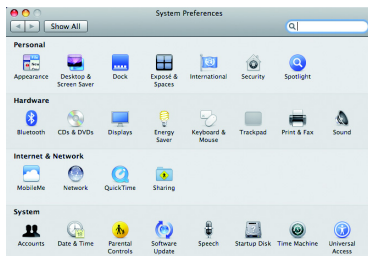 System Preferences
Show All
Personal
Appearance Desktop & Screen Saver Dock Exposé & Spaces International Security Spotlight
Hardware
Bluetooth CDs & DVDs Displays Energy Saver Keyboard & Mouse Trackpad Print & Fax Sound
Internet & Network
MobileMe Network QuickTime Sharing
System
Accounts Date & Time Parental Controls Software Update Speech Startup Disk Time Machine Universal Access